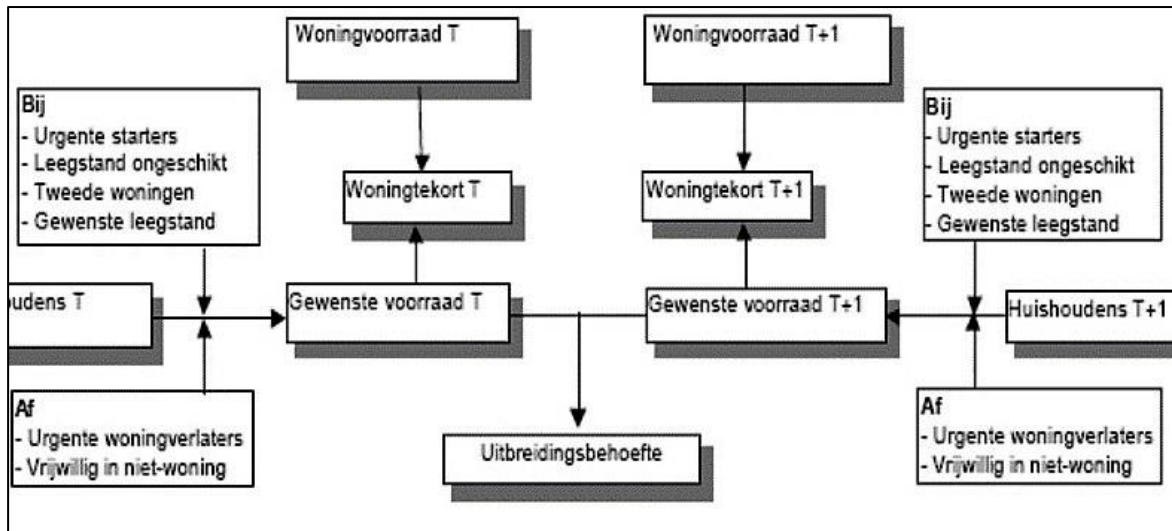 Woningvoorraad T
Woningvoorraad T+1
Bij
- Urgente starters
- Leegstand ongeschikt
- Tweede woningen
- Gewenste leegstand
Woningtekort T
Woningtekort T+1
Bij
- Urgente starters
- Leegstand ongeschikt
- Tweede woningen
- Gewenste leegstand
oudens T
Gewenste voorraad T
Gewenste voorraad T+1
Huishoudens T+1
Af
- Urgente woningverlaters
- Vrijwillig in niet-woning
Uitbreidingsbehoefte
Af
- Urgente woningverlaters
- Vrijwillig in niet-woning